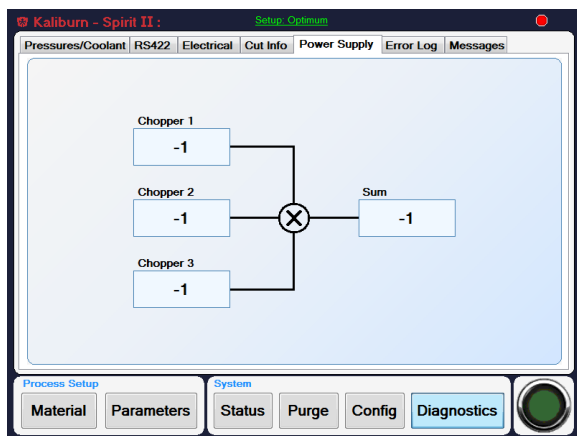 Kaliburn - Spirit II :
Setup: Optimum
Pressures/Coolant RS422 Electrical Cut Info Power Supply Error Log Messages
Chopper 1
-1
Chopper 2
-1
Sum
-1
Chopper 3
-1
Process Setup
System
Material Parameters Status Purge Config Diagnostics